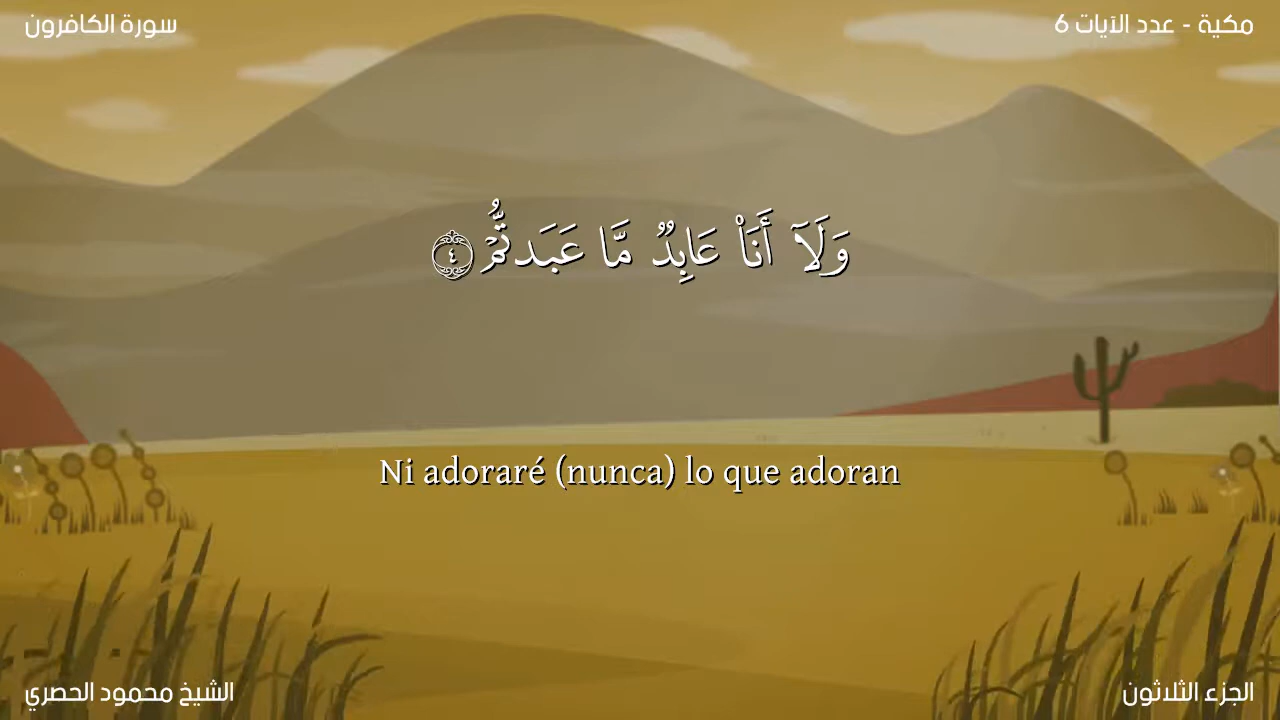 سورة الكافرون
مكية - عدد الآيات 6
وَلَآ أَنَا۠ عَابِدٌ مَّا عَبَدتُّمْ ٤
Ni adoraré (nunca) lo que adoran
الشيخ محمود الحصري
الجزء الثلاثون